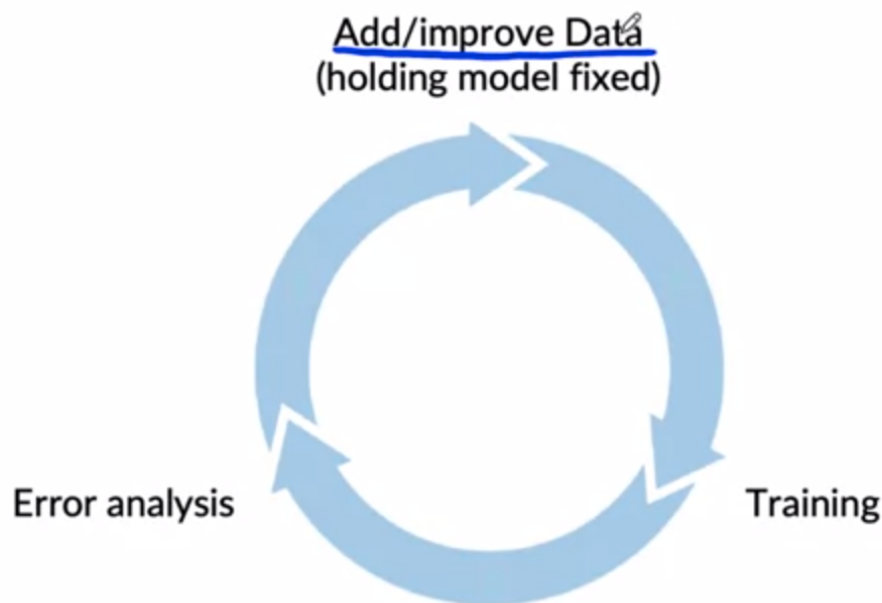 Add/improve Data
(holding model fixed)
Error analysis
Training